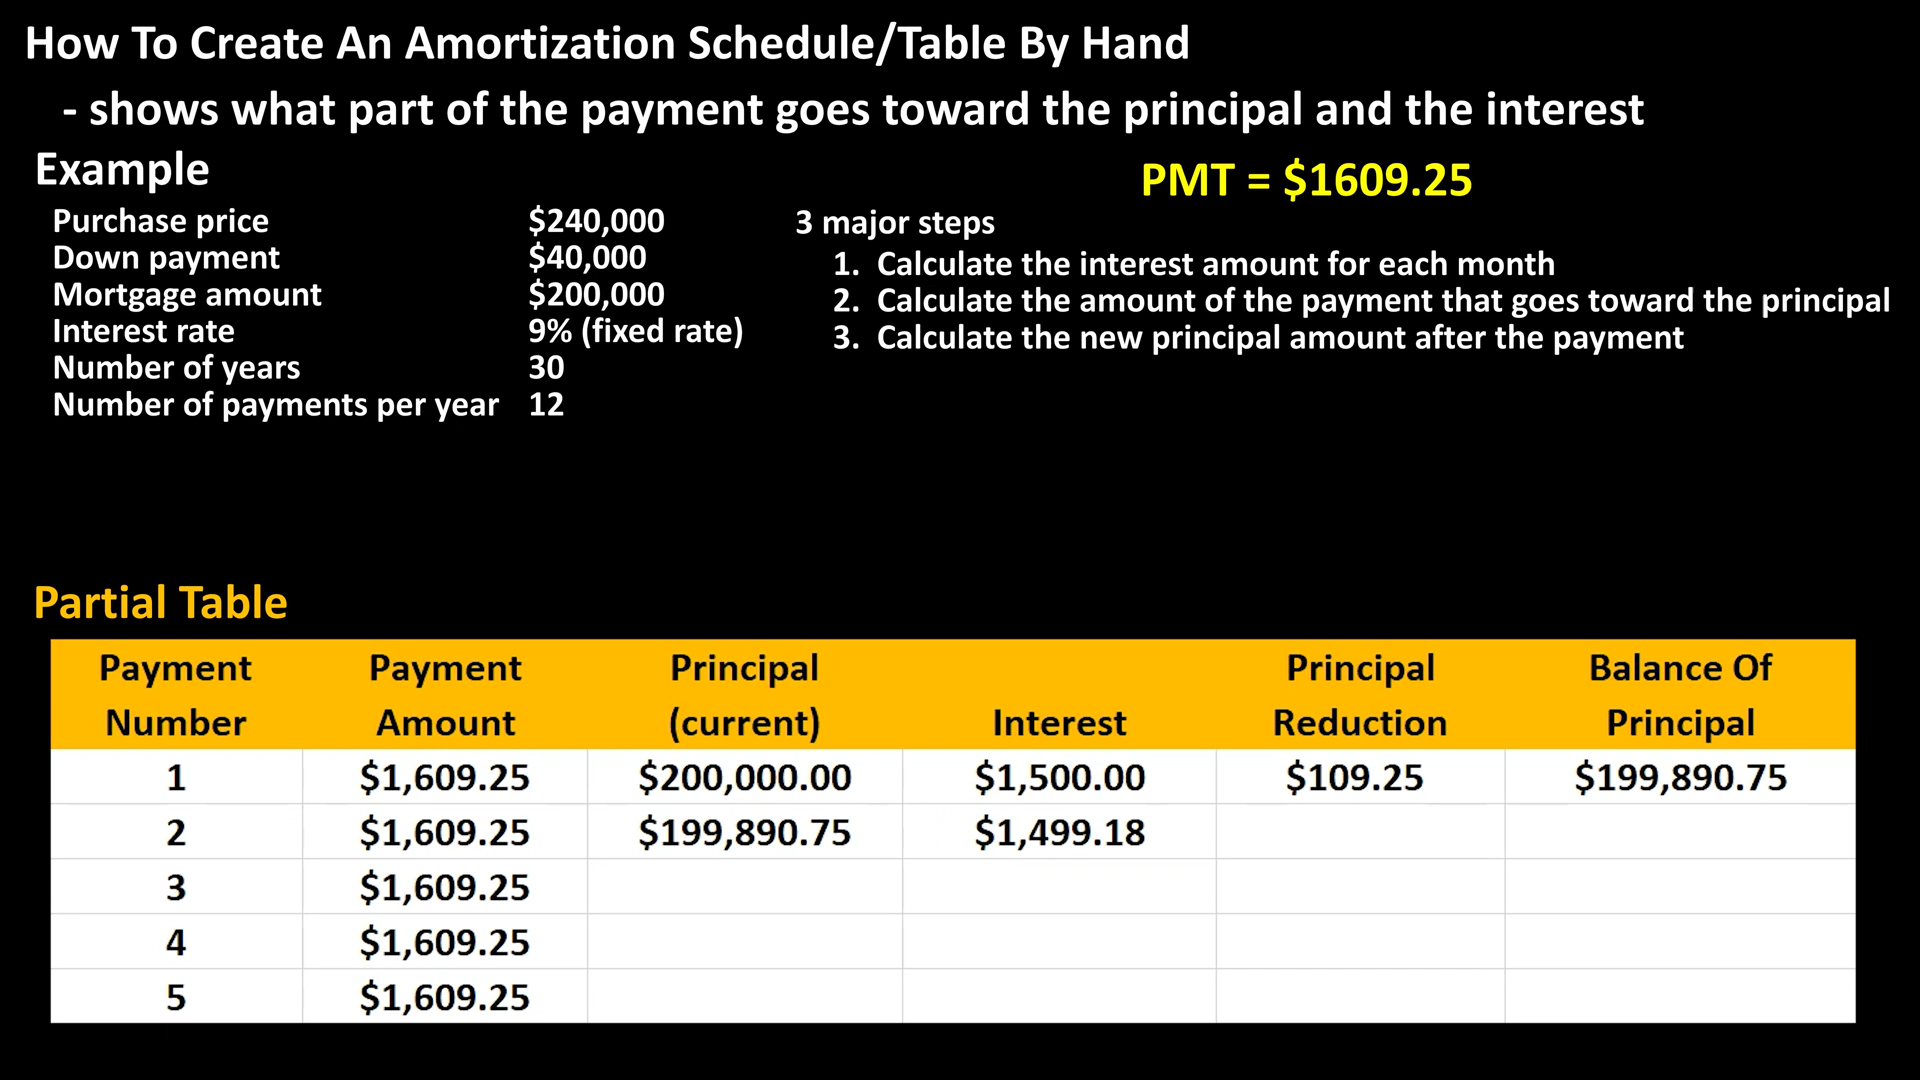 How To Create An Amortization Schedule/Table By Hand
- shows what part of the payment goes toward the principal and the interest
Example
PMT = $1609.25
Purchase price $240,000
Down payment $40,000
Mortgage amount $200,000
Interest rate 9% (fixed rate)
Number of years 30
Number of payments per year 12
3 major steps
1. Calculate the interest amount for each month
2. Calculate the amount of the payment that goes toward the principal
3. Calculate the new principal amount after the payment
Partial Table
Payment Number Payment Amount Principal (current) Interest Principal Reduction Balance Of Principal
1 $1,609.25 $200,000.00 $1,500.00 $109.25 $199,890.75
2 $1,609.25 $199,890.75 $1,499.18
3 $1,609.25
4 $1,609.25
5 $1,609.25